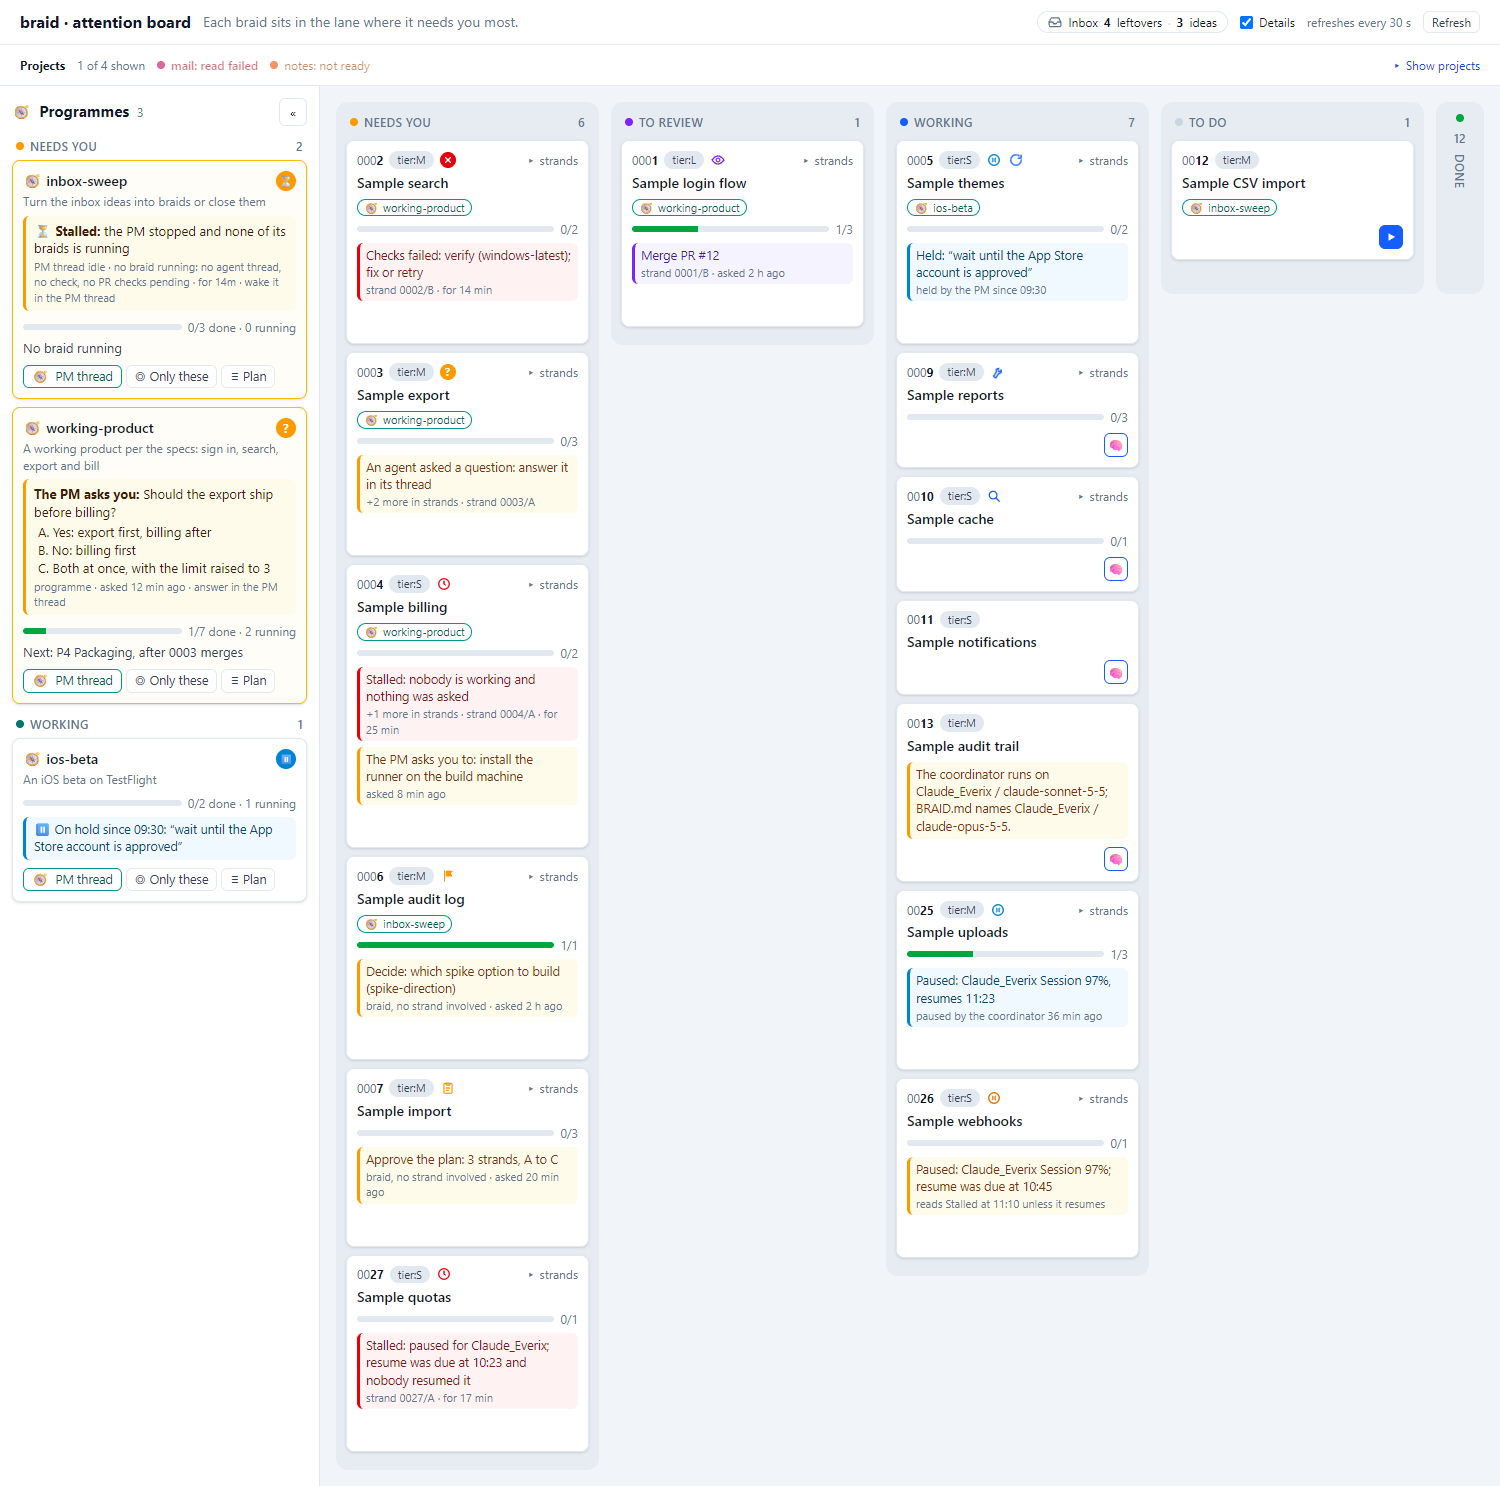 braid · attention board
Each braid sits in the lane where it needs you most.
Inbox 4 leftovers · 3 ideas
Details
refreshes every 30 s
Refresh
Projects
1 of 4 shown
mail: read failed
notes: not ready
Show projects
Programmes 3
«
NEEDS YOU 2
inbox-sweep
Turn the inbox ideas into braids or close them
Stalled: the PM stopped and none of its
braids is running
PM thread idle · no braid running: no agent thread,
no check, no PR checks pending · for 14m · wake it
in the PM thread
0/3 done · 0 running
No braid running
PM thread
Only these
Plan
working-product
?
A working product per the specs: sign in, search,
export and bill
The PM asks you: Should the export ship
before billing?
A. Yes: export first, billing after
B. No: billing first
C. Both at once, with the limit raised to 3
programme · asked 12 min ago · answer in the PM
thread
1/7 done · 2 running
Next: P4 Packaging, after 0003 merges
PM thread
Only these
Plan
WORKING 1
ios-beta
An iOS beta on TestFlight
0/2 done · 1 running
On hold since 09:30: “wait until the App
Store account is approved”
PM thread
Only these
Plan
NEEDS YOU 6
0002 tier:M strands
Sample search
working-product
0/2
Checks failed: verify (windows-latest);
fix or retry
strand 0002/B · for 14 min
0003 tier:M ? strands
Sample export
working-product
0/3
An agent asked a question: answer it
in its thread
+2 more in strands · strand 0003/A
0004 tier:S strands
Sample billing
working-product
0/2
Stalled: nobody is working and
nothing was asked
+1 more in strands · strand 0004/A · for
25 min
The PM asks you to: install the
runner on the build machine
asked 8 min ago
0006 tier:M strands
Sample audit log
inbox-sweep
1/1
Decide: which spike option to build
(spike-direction)
braid, no strand involved · asked 2 h ago
0007 tier:M strands
Sample import
0/3
Approve the plan: 3 strands, A to C
braid, no strand involved · asked 20 min
ago
0027 tier:S strands
Sample quotas
0/1
Stalled: paused for Claude_Everix;
resume was due at 10:23 and
nobody resumed it
strand 0027/A · for 17 min
TO REVIEW 1
0001 tier:L strands
Sample login flow
working-product
1/3
Merge PR #12
strand 0001/B · asked 2 h ago
WORKING 7
0005 tier:S strands
Sample themes
ios-beta
0/2
Held: “wait until the App Store
account is approved”
held by the PM since 09:30
0009 tier:M strands
Sample reports
0/3
0010 tier:S strands
Sample cache
0/1
0011 tier:S
Sample notifications
0013 tier:M
Sample audit trail
The coordinator runs on
Claude_Everix / claude-sonnet-5-5;
BRAID.md names Claude_Everix /
claude-opus-5-5.
0025 tier:M strands
Sample uploads
1/3
Paused: Claude_Everix Session 97%,
resumes 11:23
paused by the coordinator 36 min ago
0026 tier:S strands
Sample webhooks
0/1
Paused: Claude_Everix Session 97%;
resume was due at 10:45
reads Stalled at 11:10 unless it resumes
TO DO 1
0012 tier:M
Sample CSV import
inbox-sweep
12
DONE